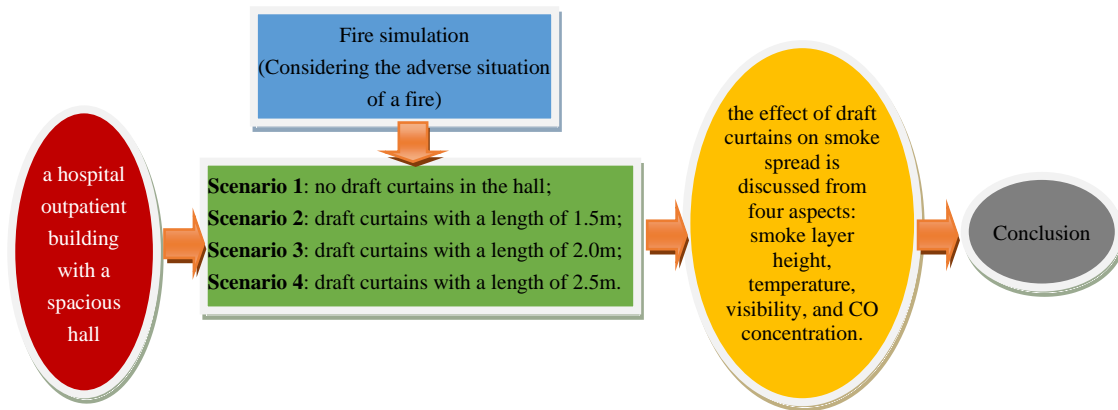 Fire simulation
(Considering the adverse situation
of a fire)
a hospital
outpatient
building
with a
spacious
hall
Scenario 1: no draft curtains in the hall;
Scenario 2: draft curtains with a length of 1.5m;
Scenario 3: draft curtains with a length of 2.0m;
Scenario 4: draft curtains with a length of 2.5m.
the effect of draft
curtains on smoke
spread is
discussed from
four aspects:
smoke layer
height,
temperature,
visibility, and CO
concentration.
Conclusion